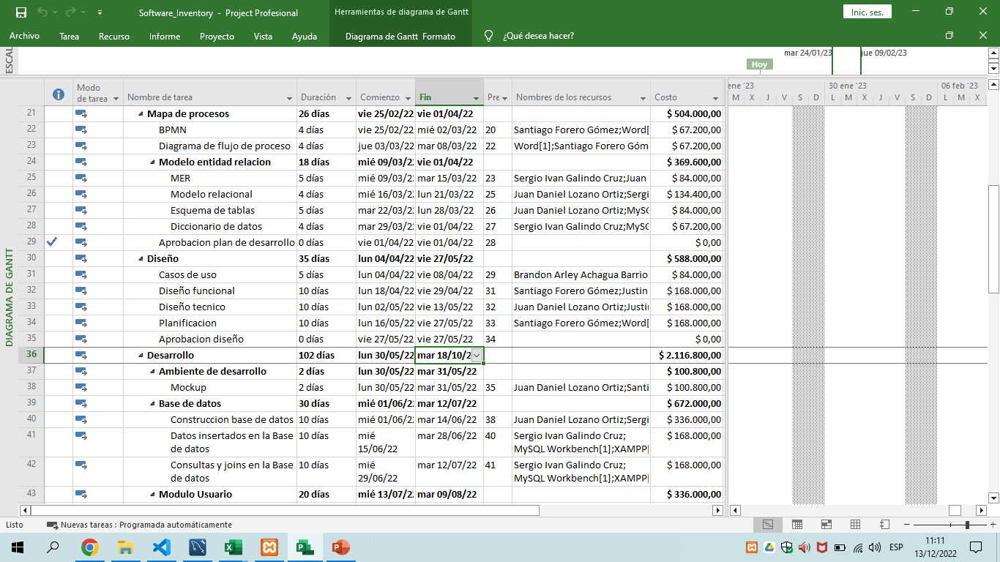 Software_Inventory - Project Profesional
Herramientas de diagrama de Gantt
Inic. ses.
Archivo Tarea Recurso Informe Proyecto Vista Ayuda Diagrama de Gantt Formato ¿Qué desea hacer?
ESCAL
mar 24/01/23 jue 09/02/23
Hoy
Modo de tarea Nombre de tarea Duración Comienzo Fin Pre Nombres de los recursos Costo
ene '23 30 ene '23 06 feb '23
M X J V S D L M X J V S D L M X
DIAGRAMA DE GANTT
21 Mapa de procesos 26 días vie 25/02/22 vie 01/04/22 $ 504.000,00
22 BPMN 4 días vie 25/02/22 mié 02/03/22 20 Santiago Forero Gómez;Word[ $ 67.200,00
23 Diagrama de flujo de proceso 4 días jue 03/03/22 mar 08/03/22 22 Word[1];Santiago Forero Góm $ 67.200,00
24 Modelo entidad relacion 18 días mié 09/03/2 vie 01/04/22 $ 369.600,00
25 MER 5 días mié 09/03/2 mar 15/03/22 23 Sergio Ivan Galindo Cruz;Juan $ 84.000,00
26 Modelo relacional 4 días mié 16/03/2 lun 21/03/22 25 Juan Daniel Lozano Ortiz;Sergi $ 134.400,00
27 Esquema de tablas 5 días mar 22/03/2 lun 28/03/22 26 Juan Daniel Lozano Ortiz;MySC $ 84.000,00
28 Diccionario de datos 4 días mar 29/03/2 vie 01/04/22 27 Sergio Ivan Galindo Cruz;MySC $ 67.200,00
29 Aprobacion plan de desarrollo 0 días vie 01/04/22 vie 01/04/22 28 $ 0,00
30 Diseño 35 días lun 04/04/22 vie 27/05/22 $ 588.000,00
31 Casos de uso 5 días lun 04/04/22 vie 08/04/22 29 Brandon Arley Achagua Barrio $ 84.000,00
32 Diseño funcional 10 días lun 18/04/22 vie 29/04/22 31 Santiago Forero Gómez;Justin $ 168.000,00
33 Diseño tecnico 10 días lun 02/05/22 vie 13/05/22 32 Juan Daniel Lozano Ortiz;Justi $ 168.000,00
34 Planificacion 10 días lun 16/05/22 vie 27/05/22 33 Santiago Forero Gómez;Word[ $ 168.000,00
35 Aprobacion diseño 0 días vie 27/05/22 vie 27/05/22 34 $ 0,00
36 Desarrollo 102 días lun 30/05/22 mar 18/10/2 $ 2.116.800,00
37 Ambiente de desarrollo 2 días lun 30/05/22 mar 31/05/22 $ 100.800,00
38 Mockup 2 días lun 30/05/22 mar 31/05/22 35 Juan Daniel Lozano Ortiz;Santi $ 100.800,00
39 Base de datos 30 días mié 01/06/2 mar 12/07/22 $ 672.000,00
40 Construccion base de datos 10 días mié 01/06/2 mar 14/06/22 38 Juan Daniel Lozano Ortiz;Sergi $ 336.000,00
41 Datos insertados en la Base 10 días mié mar 28/06/22 40 Sergio Ivan Galindo Cruz; $ 168.000,00
de datos 15/06/22 MySQL Workbench[1];XAMPP[
42 Consultas y joins en la Base 10 días mié mar 12/07/22 41 Sergio Ivan Galindo Cruz; $ 168.000,00
de datos 29/06/22 MySQL Workbench[1];XAMPP[
43 Modulo Usuario 20 días mié 13/07/2 mar 09/08/22 $ 336.000,00
Listo Nuevas tareas : Programada automáticamente
ESP
11:11
13/12/2022